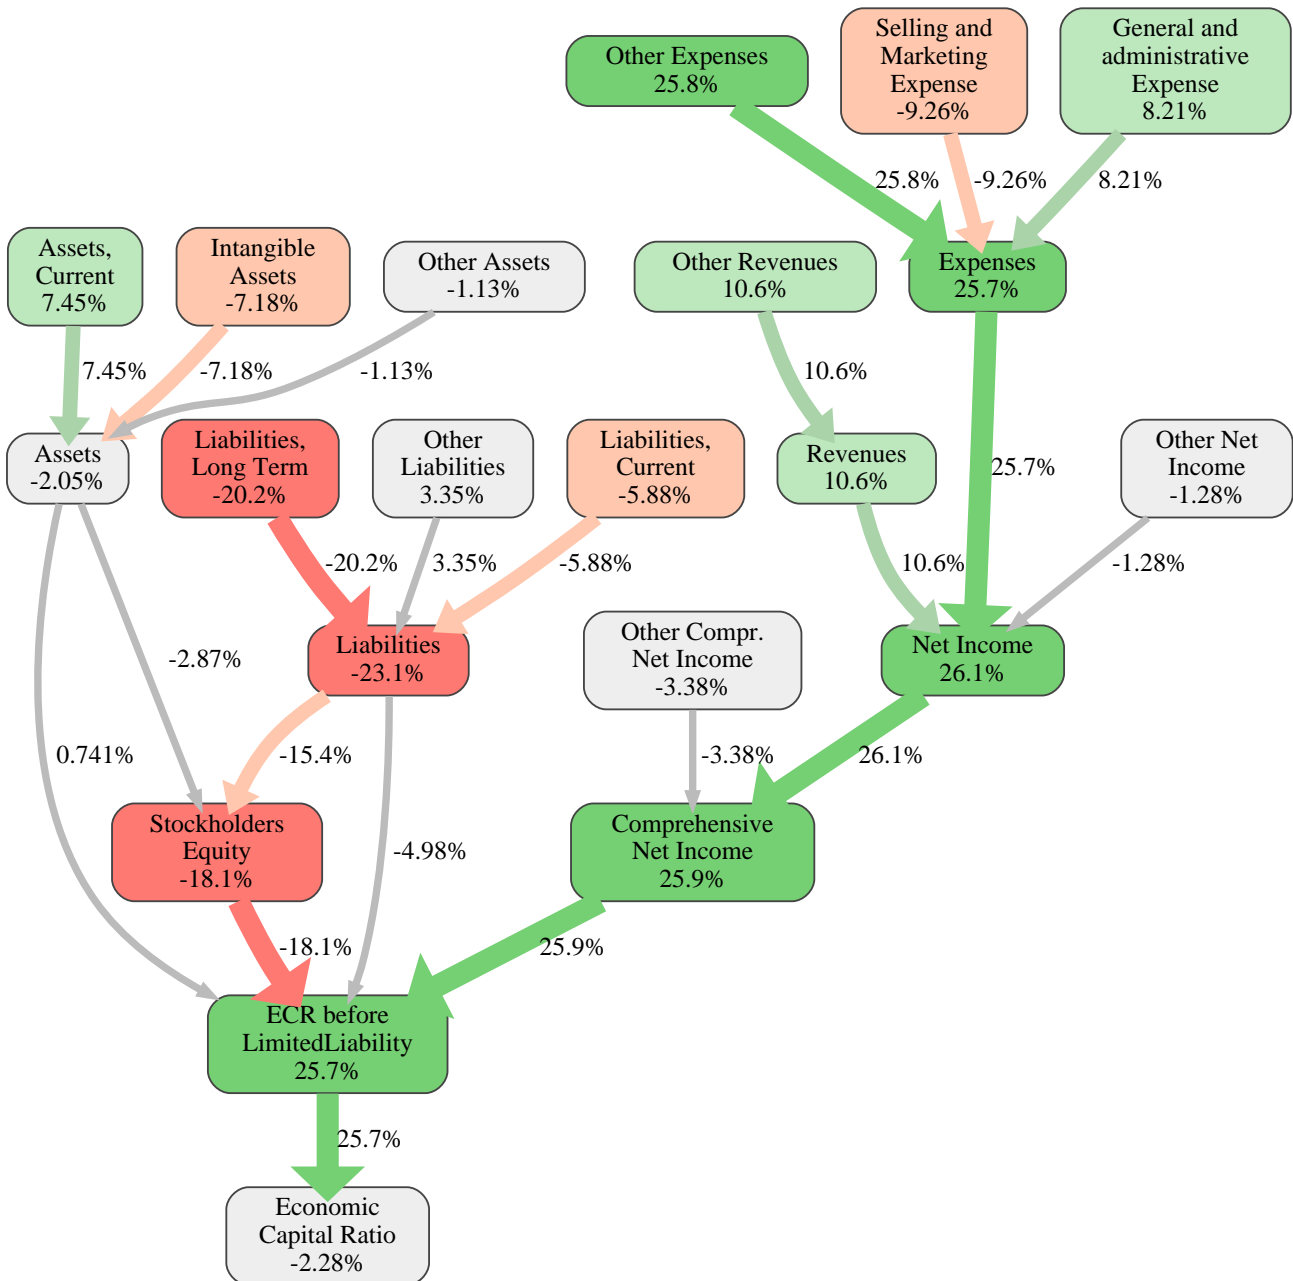 Other Expenses
25.8%
Selling and
Marketing
Expense
-9.26%
General and
administrative
Expense
8.21%
25.8%
-9.26%
8.21%
Assets,
Current
7.45%
Intangible
Assets
-7.18%
Other Assets
-1.13%
Other Revenues
10.6%
Expenses
25.7%
7.45%
-7.18%
-1.13%
10.6%
Assets
-2.05%
Liabilities,
Long Term
-20.2%
Other
Liabilities
3.35%
Liabilities,
Current
-5.88%
Revenues
10.6%
25.7%
Other Net
Income
-1.28%
-20.2%
3.35%
-5.88%
10.6%
-1.28%
Liabilities
-23.1%
Other Compr.
Net Income
-3.38%
Net Income
26.1%
-2.87%
0.741%
-15.4%
-3.38%
26.1%
Stockholders
Equity
-18.1%
-4.98%
Comprehensive
Net Income
25.9%
-18.1%
25.9%
ECR before
LimitedLiability
25.7%
25.7%
Economic
Capital Ratio
-2.28%